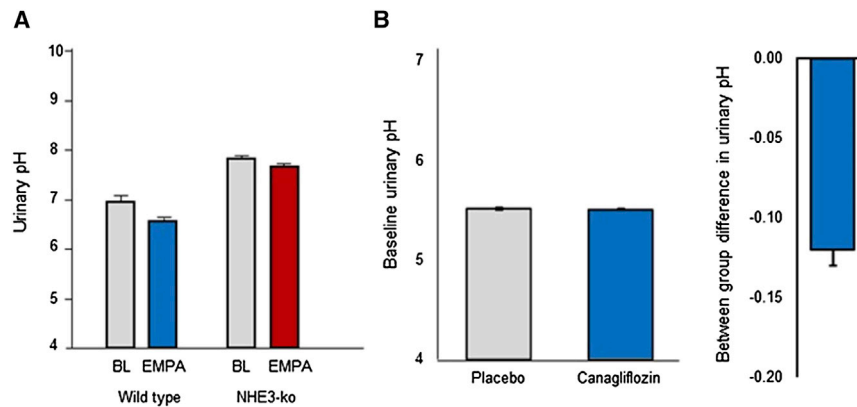 A
Urinary pH
10
9
8
7
6
5
4
BL EMPA BL EMPA
Wild type NHE3-ko
B
Baseline urinary pH
7
6
5
4
Placebo Canagliflozin
Between group difference in urinary pH
0.00
-0.05
-0.10
-0.15
-0.20